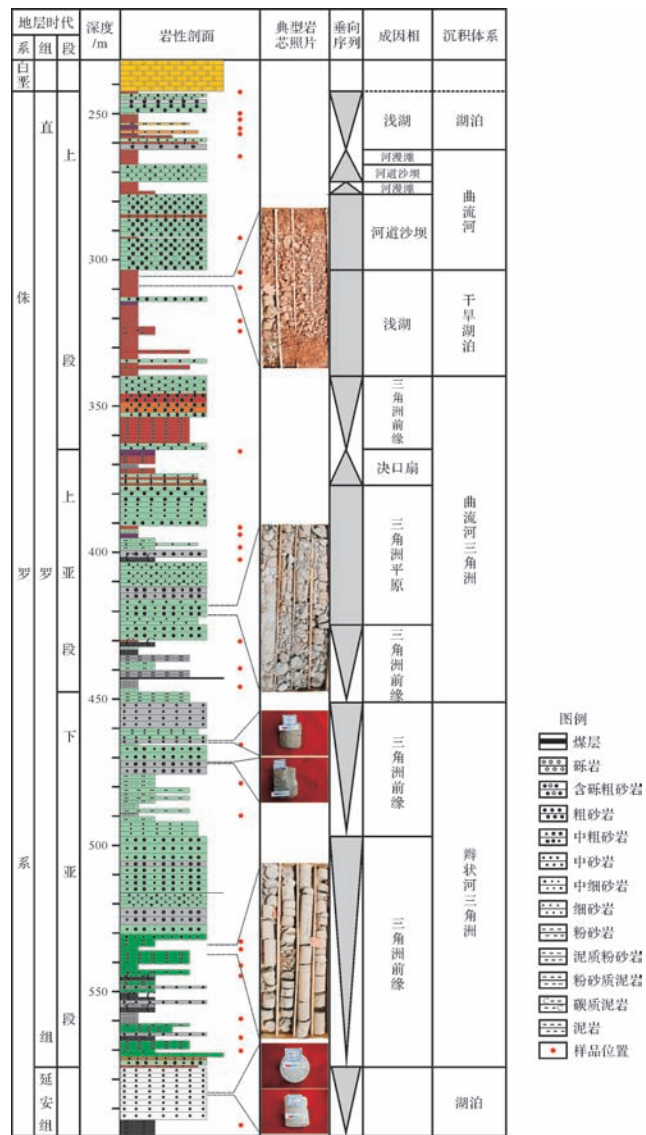 地层时代
系 组 段
深度
/m
岩性剖面
典型岩
芯照片
垂向
序列
成因相
沉积体系
白垩
侏罗系
直罗组
延安组
上段
上亚段
下亚段
250
300
350
400
450
500
550
浅湖
河漫滩
河道沙坝
河漫滩
河道沙坝
浅湖
三角洲前缘
决口扇
三角洲平原
三角洲前缘
三角洲前缘
三角洲前缘
湖泊
曲流河
干旱湖泊
曲流河三角洲
辫状河三角洲
湖泊
图例
煤层
砾岩
含砾粗砂岩
粗砂岩
中粗砂岩
中砂岩
中细砂岩
细砂岩
粉砂岩
泥质粉砂岩
粉砂质泥岩
碳质泥岩
泥岩
样品位置